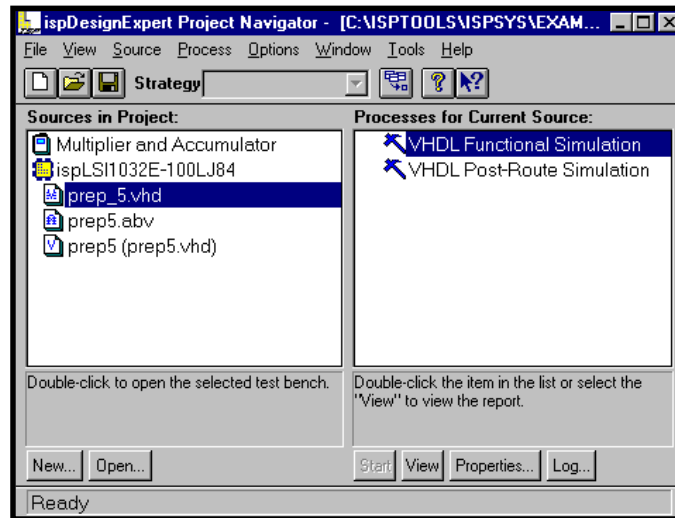 ispDesignExpert Project Navigator - [C:\ISPTOOLS\ISPSYS\EXAM...
File View Source Process Options Window Tools Help
Strategy
Sources in Project:
Multiplier and Accumulator
ispLSI1032E-100LJ84
prep_5.vhd
prep5.abv
prep5 (prep5.vhd)
Double-click to open the selected test bench.
New... Open...
Processes for Current Source:
VHDL Functional Simulation
VHDL Post-Route Simulation
Double-click the item in the list or select the
"View" to view the report.
Start View Properties... Log...
Ready